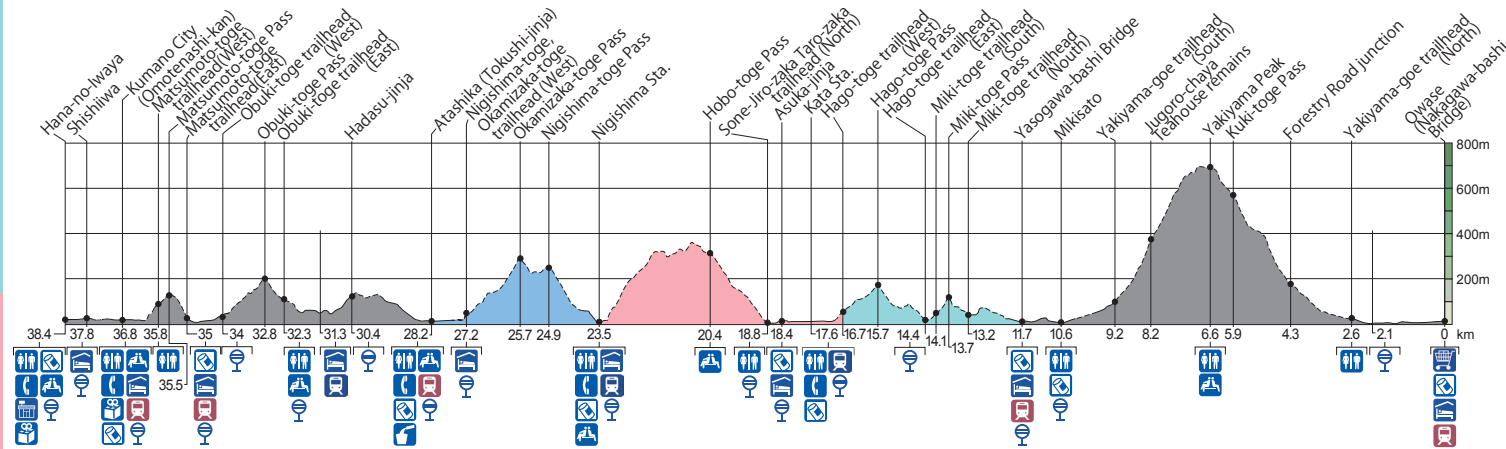 Hana-no-Iwaya
Shishiiwa
Kumano City
(Omotenashi-kan)
Matsumoto-toge
trailhead(West)
Matsumoto-toge Pass
Matsumoto-toge
trailhead(East)
Obuki-toge trailhead
(West)
Obuki-toge Pass
Obuki-toge trailhead
(East)
Hadasu-jinja
Atashika (Tokushi-jinja)
Nigishima-toge,
Okamizaka-toge
trailhead (West)
Okamizaka-toge Pass
Nigishima-toge Pass
Nigishima Sta.
Hobo-toge Pass
Sone-Jiro-zaka Taro-zaka
trailhead (North)
Asuka-jinja
Kata Sta.
Hago-toge trailhead
(West)
Hago-toge Pass
Hago-toge trailhead
(East)
Miki-toge trailhead
(South)
Miki-toge Pass
Miki-toge trailhead
(North)
Yasogawa-bashi Bridge
Mikisato
Yakiyama-goe trailhead
(South)
Jugoro-chaya
Teahouse remains
Yakiyama Peak
Kuki-toge Pass
Forestry Road junction
Yakiyama-goe trailhead
(North)
Owase
(Nakagawa-bashi
Bridge)
800m
600m
400m
200m
38.4 37.8 36.8 35.8 35.5 35 34 32.8 32.3 31.3 30.4 28.2 27.2 25.7 24.9 23.5 20.4 18.8 18.4 17.6 16.7 15.7 14.4 14.1 13.7 13.2 11.7 10.6 9.2 8.2 6.6 5.9 4.3 2.6 2.1 0 km